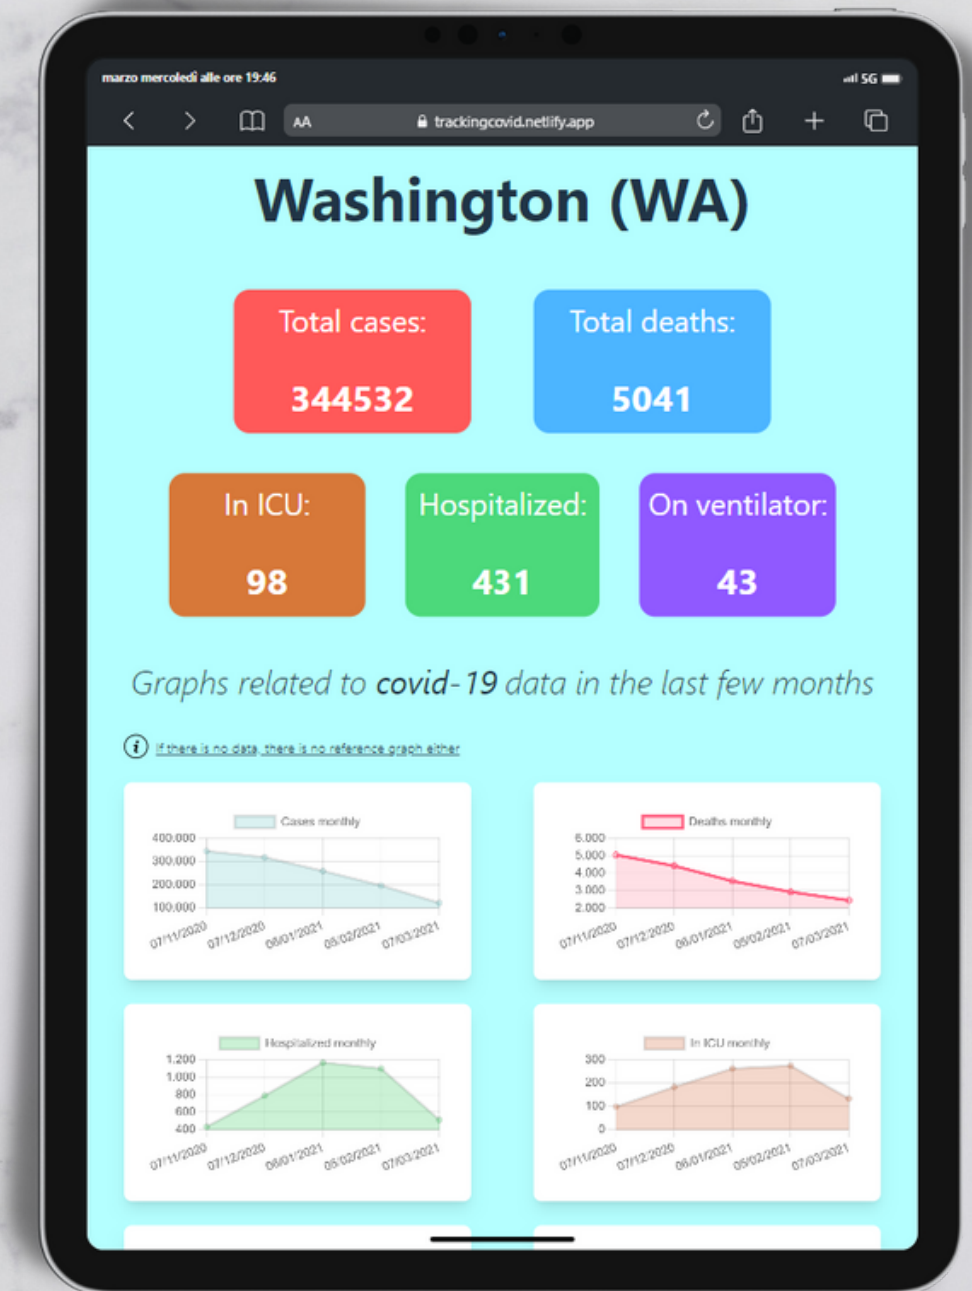 marzo mercoledì alle ore 19:46
5G
AA
trackingcovid.netlify.app
Washington (WA)
Total cases:
344532
Total deaths:
5041
In ICU:
98
Hospitalized:
431
On ventilator:
43
Graphs related to covid-19 data in the last few months
i
If there is no data, there is no reference graph either
Cases monthly
400.000
300.000
200.000
100.000
07/11/2020
07/12/2020
06/01/2021
05/02/2021
07/03/2021
Deaths monthly
6.000
5.000
4.000
3.000
2.000
07/11/2020
07/12/2020
06/01/2021
05/02/2021
07/03/2021
Hospitalized monthly
1.200
1.000
800
600
400
07/11/2020
07/12/2020
06/01/2021
05/02/2021
07/03/2021
In ICU monthly
300
200
100
0
07/11/2020
07/12/2020
06/01/2021
05/02/2021
07/03/2021